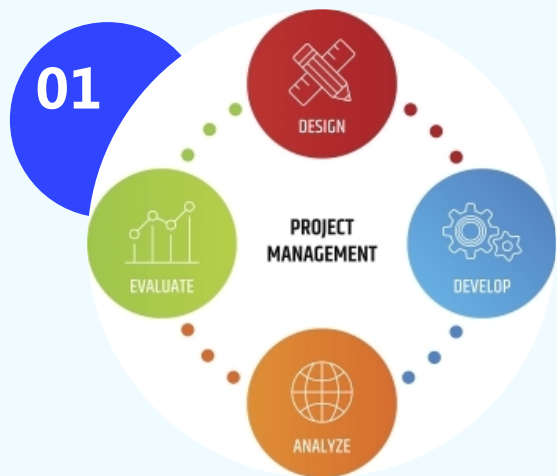 01
DESIGN
EVALUATE
PROJECT
MANAGEMENT
DEVELOP
ANALYZE